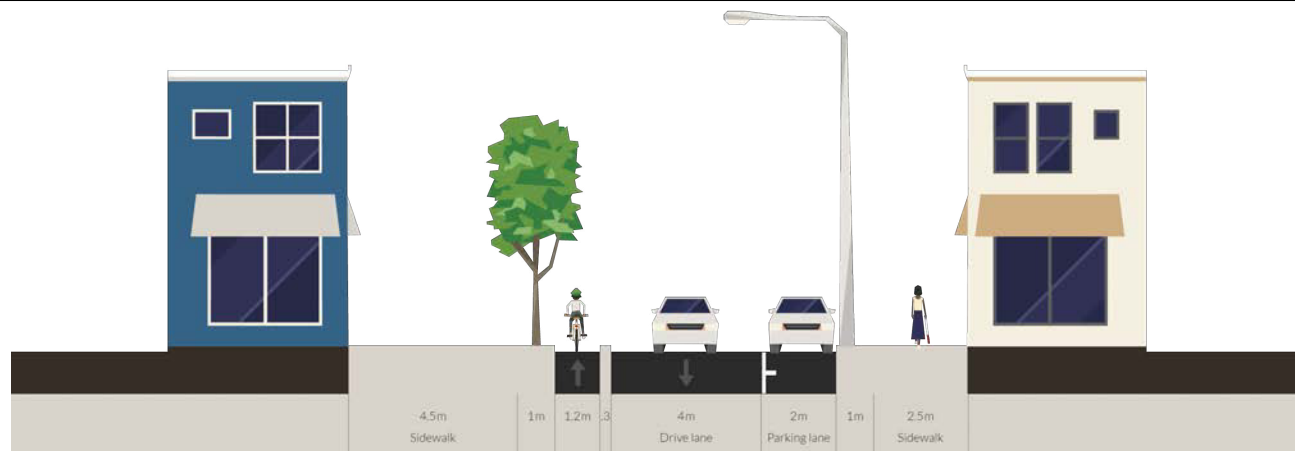 4.5m
Sidewalk
1m
1.2m
.3
4m
Drive lane
2m
Parking lane
1m
2.5m
Sidewalk